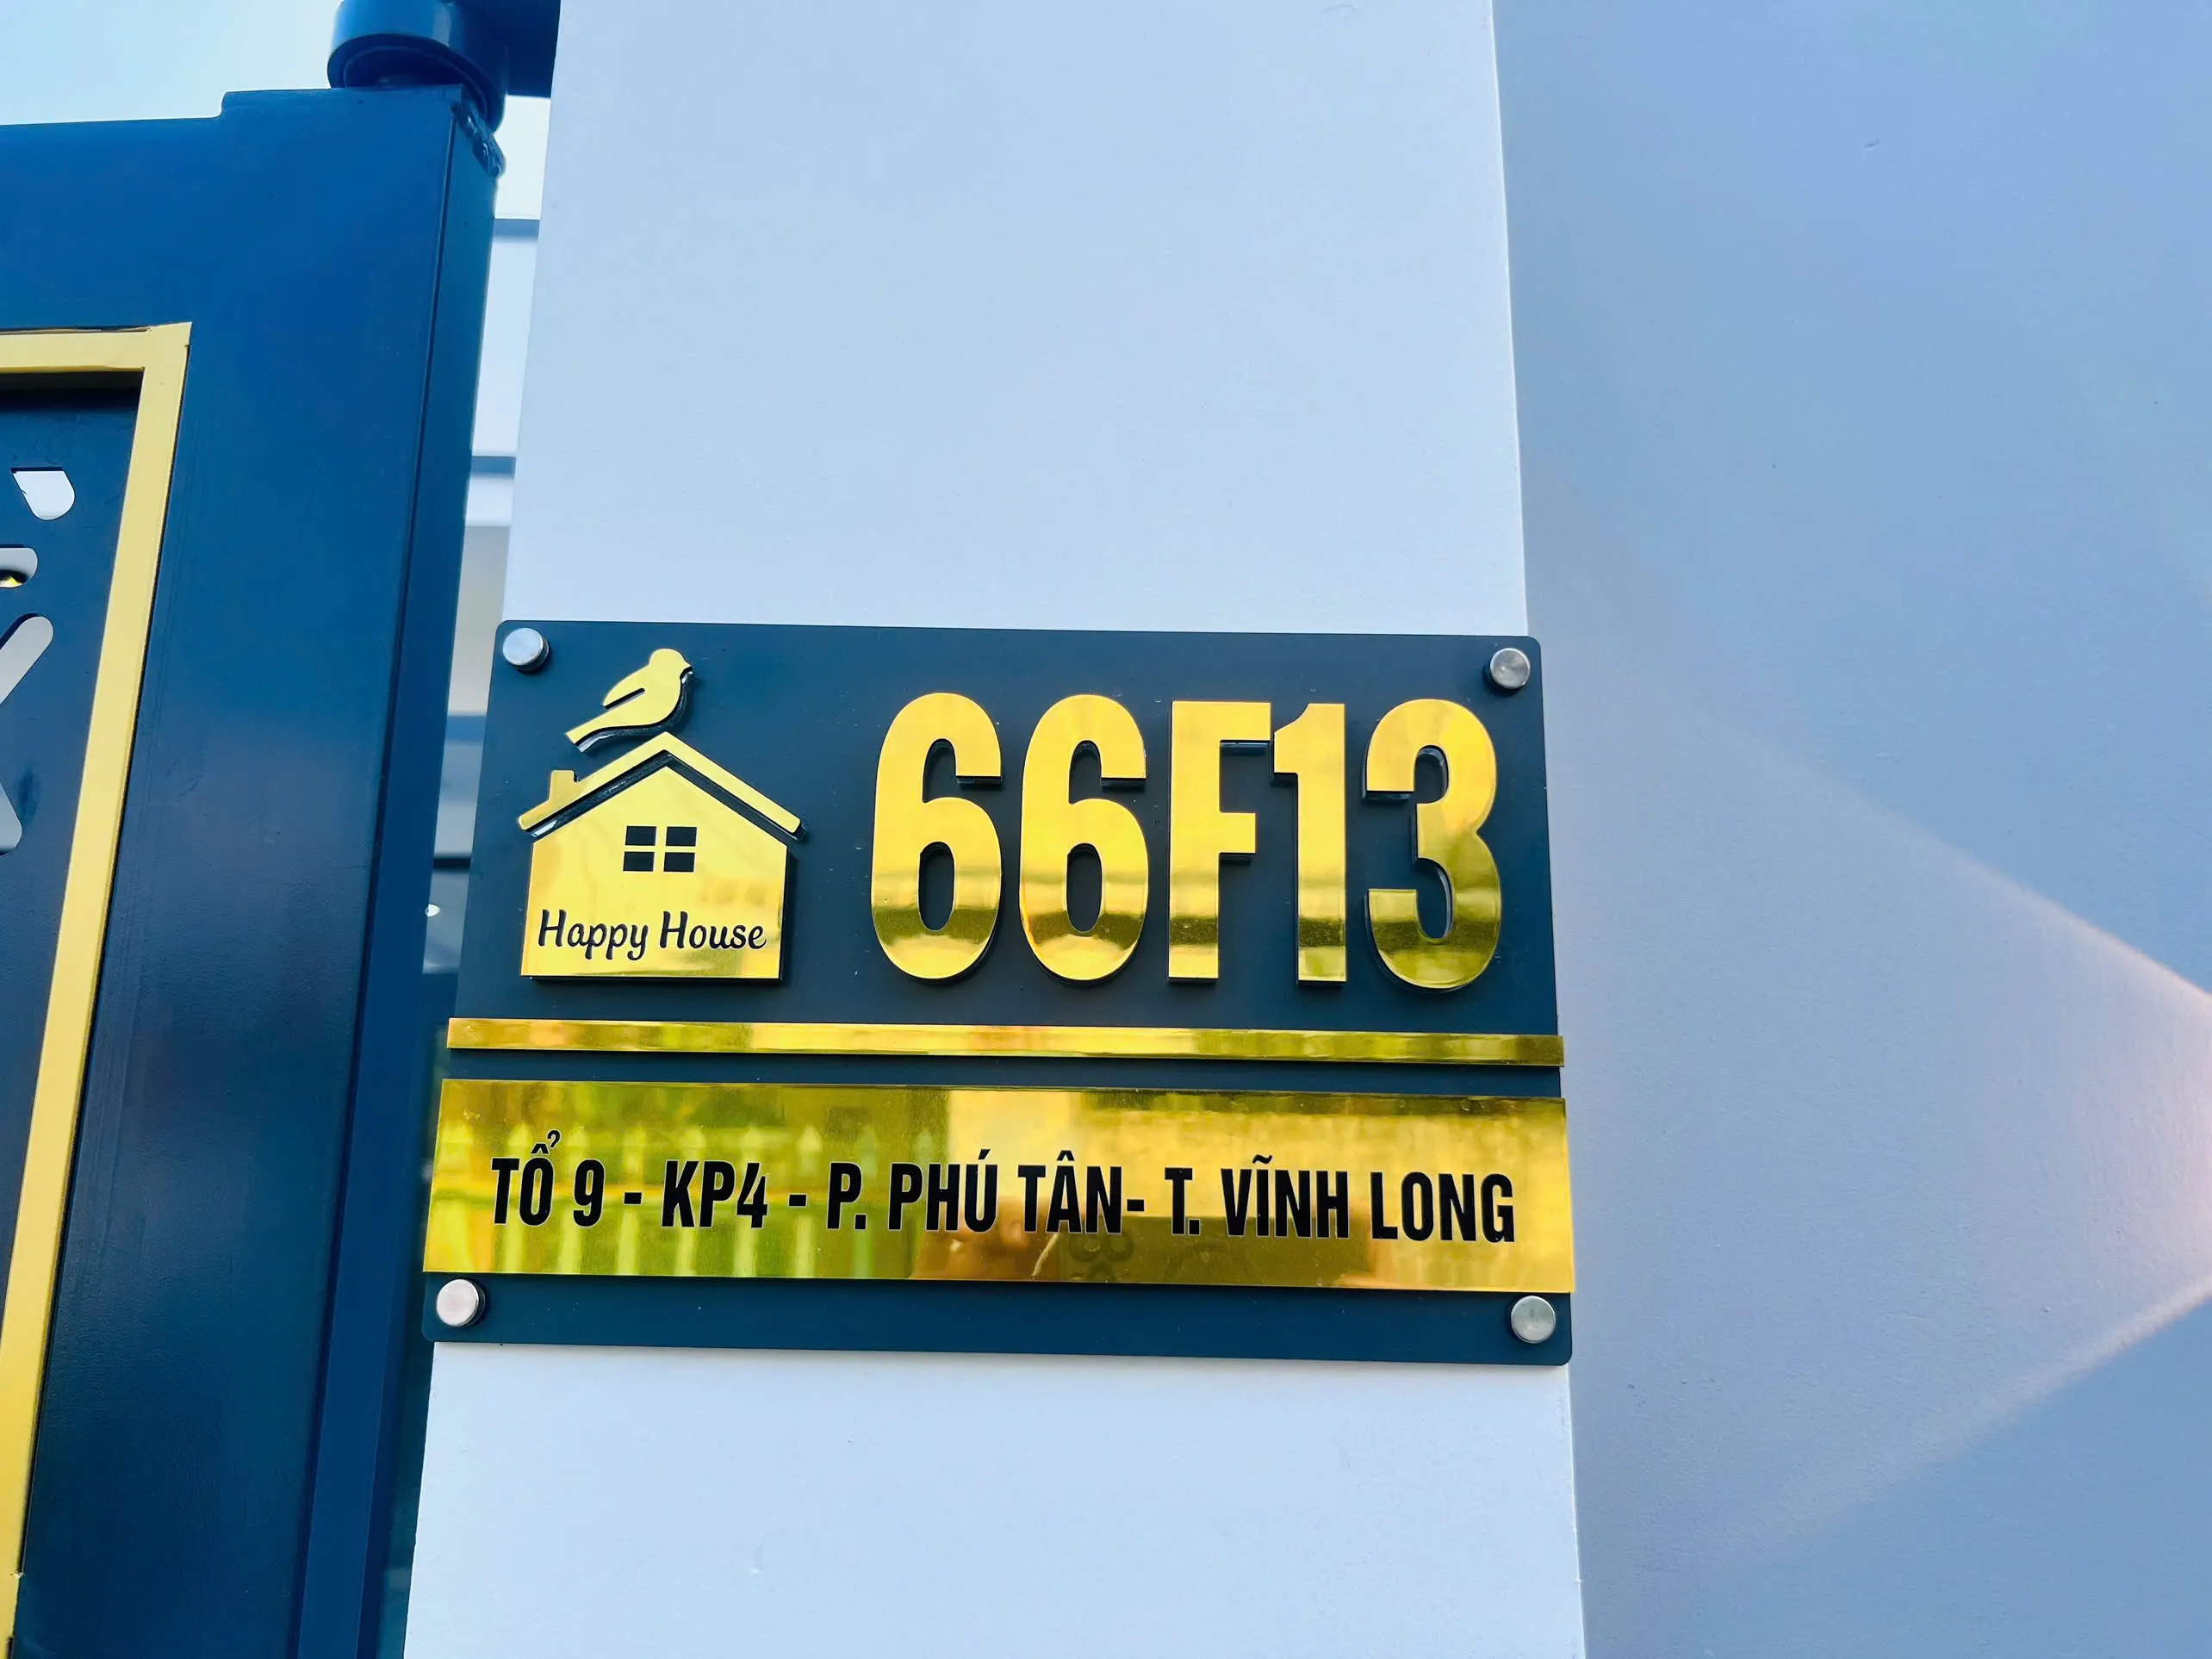 66F13
Happy House
TỔ 9 - KP4 - P. PHÚ TÂN- T. VĨNH LONG